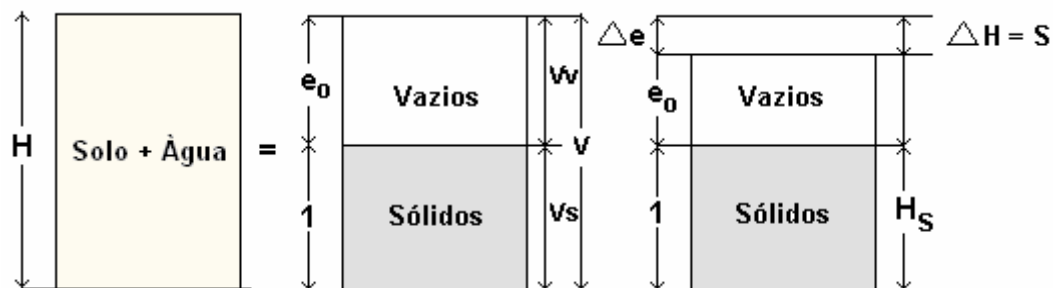 H
Solo + Àgua
=
e0
1
Vazios
Sólidos
Vv
Vs
V
△e
e0
1
Vazios
Sólidos
△H = S
HS